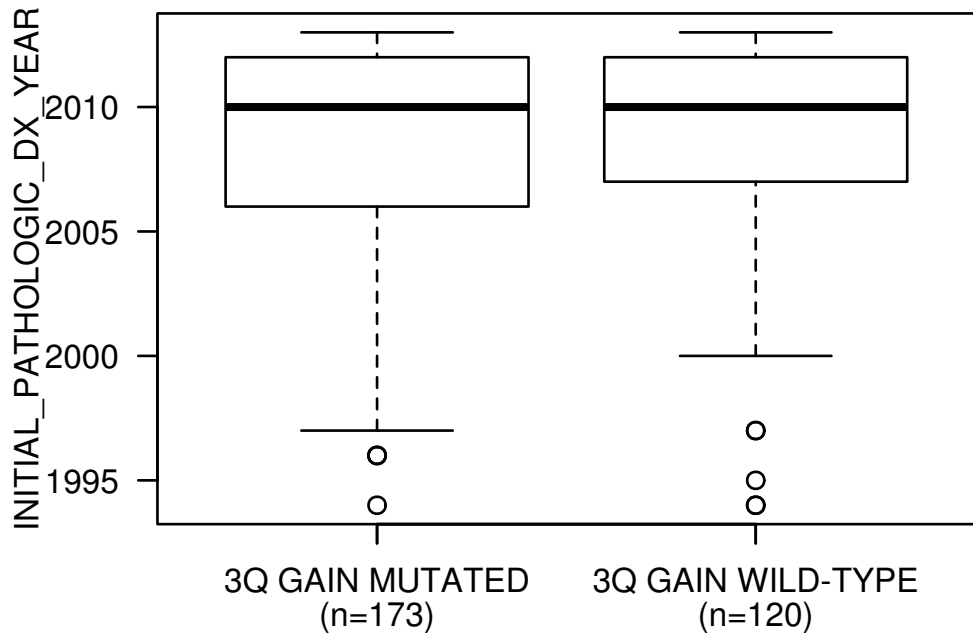 INITIAL_PATHOLOGIC_DX_YEAR
2010
2005
2000
1995
3Q GAIN MUTATED
(n=173)
3Q GAIN WILD-TYPE
(n=120)